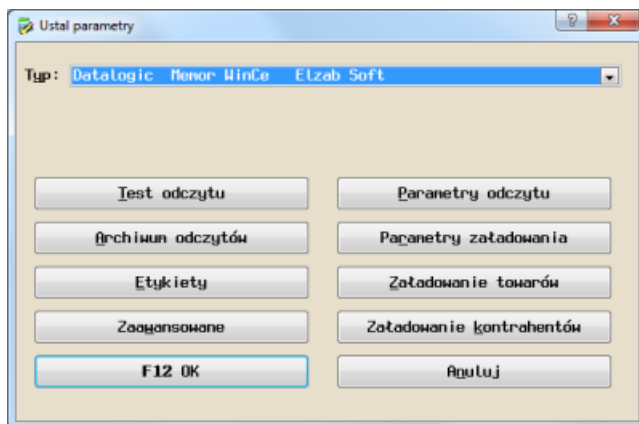 Ustal parametry
Typ: Datalogic Memor WinCe Elzab Soft
Test odczytu
Parametry odczytu
Archiwum odczytów
Parametry załadowania
Etykiety
Załadowanie towarów
Zaawansowane
Załadowanie kontrahentów
F12 OK
Anuluj